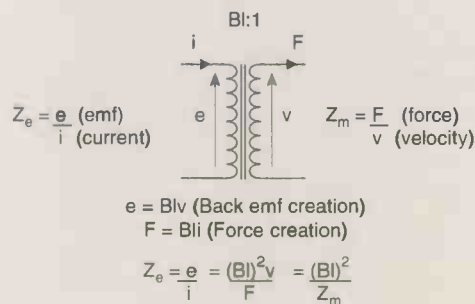 Bl:1
i F
Z_e = e/i (emf) (current)
e v
Z_m = F/v (force) (velocity)
e = Blv (Back emf creation)
F = Bli (Force creation)
Z_e = e/i = (Bl)^2 v/F = (Bl)^2/Z_m